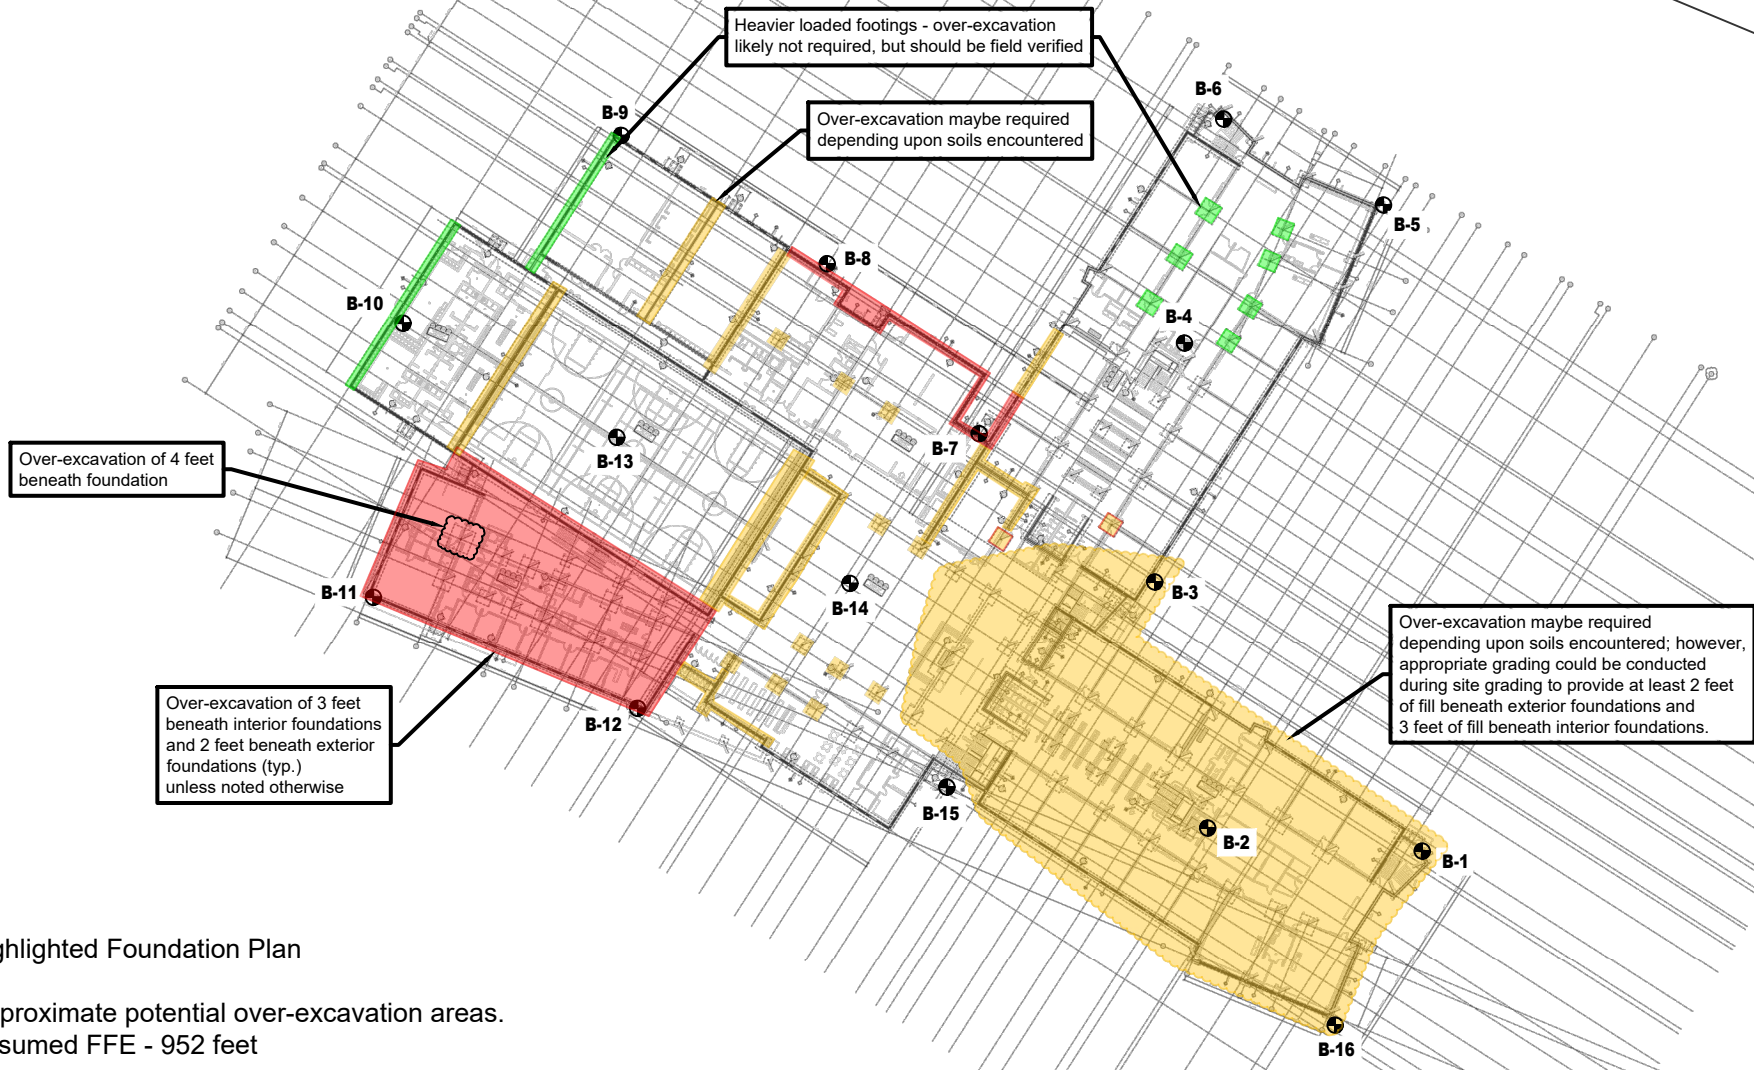 Heavier loaded footings - over-excavation
likely not required, but should be field verified
B-6
B-9
Over-excavation maybe required
depending upon soils encountered
B-5
B-8
B-10
B-4
B-7
Over-excavation of 4 feet
beneath foundation
B-13
B-11
B-14
B-3
Over-excavation maybe required
depending upon soils encountered; however,
appropriate grading could be conducted
during site grading to provide at least 2 feet
of fill beneath exterior foundations and
3 feet of fill beneath interior foundations.
Over-excavation of 3 feet
beneath interior foundations
and 2 feet beneath exterior
foundations (typ.)
unless noted otherwise
B-12
B-15
B-2
B-1
ghlighted Foundation Plan
proximate potential over-excavation areas.
sumed FFE - 952 feet
B-16